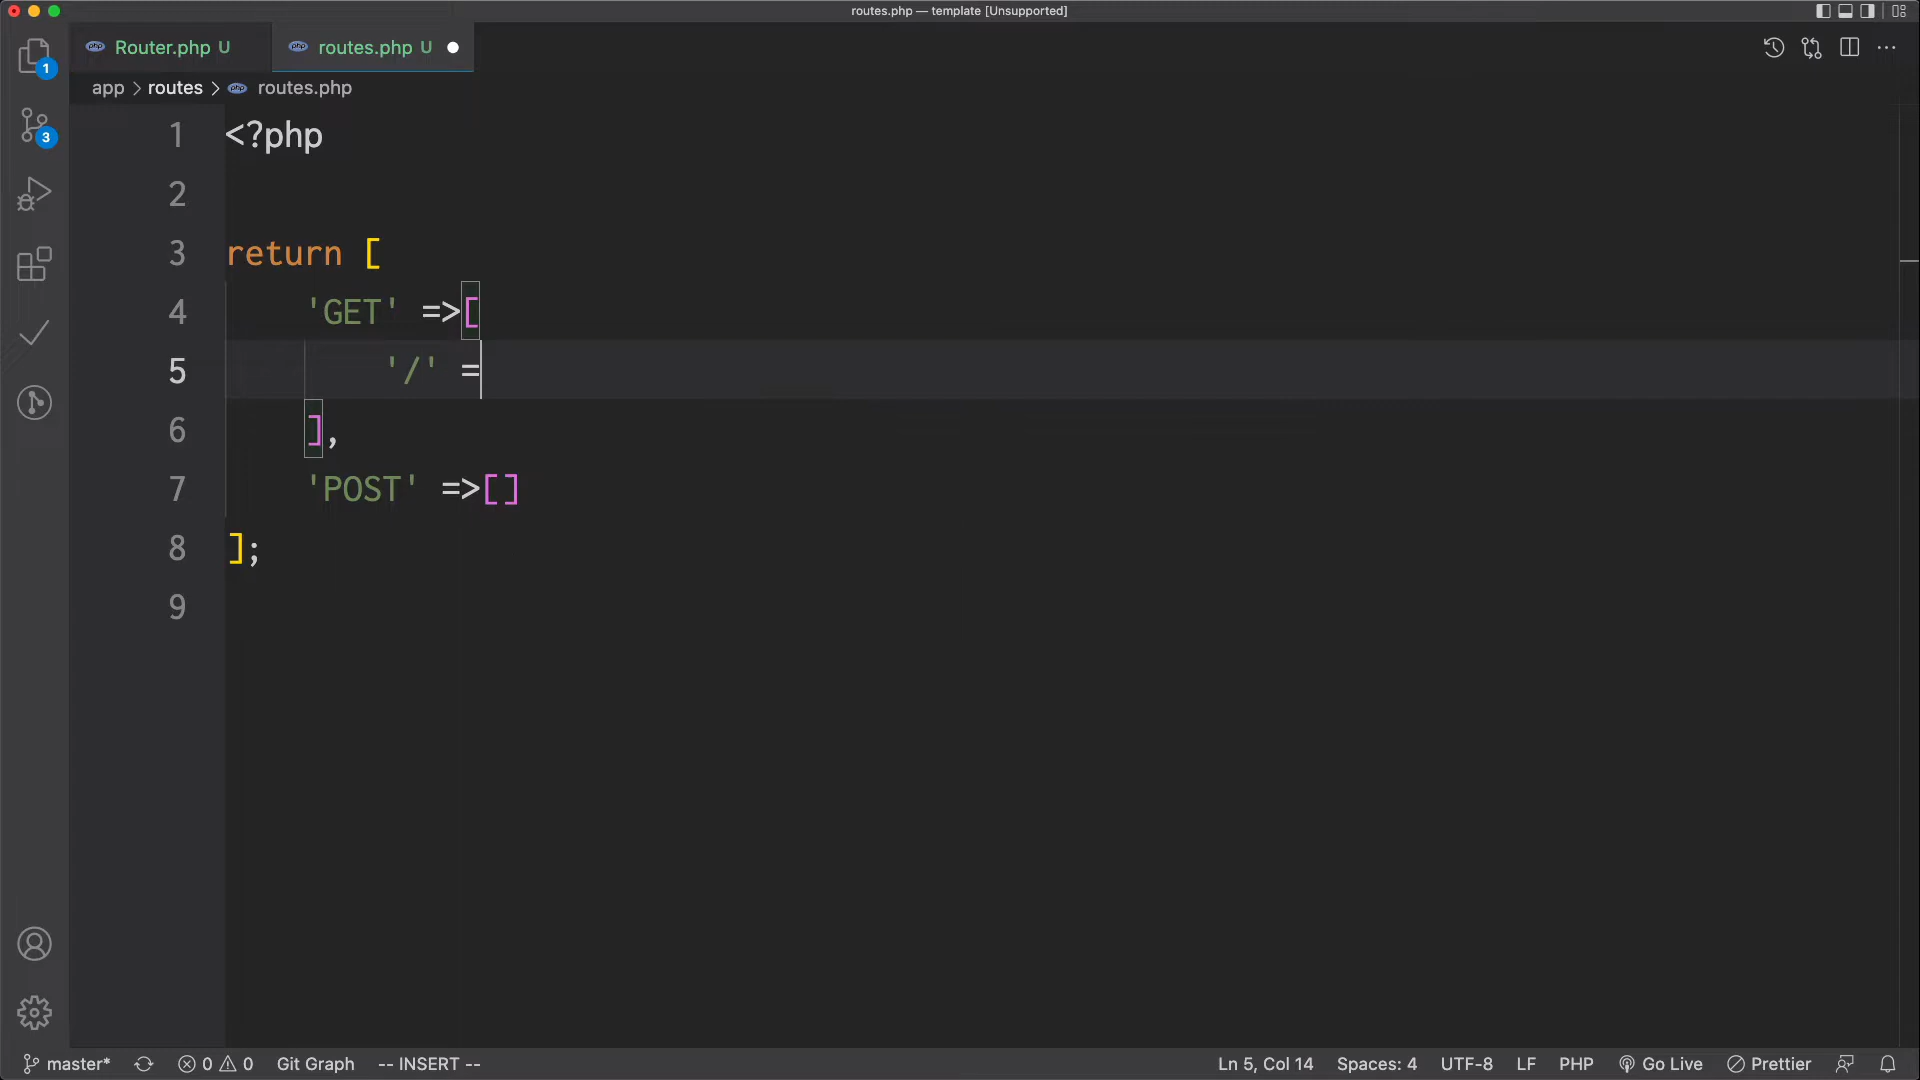 routes.php — template [Unsupported]
Router.php U
routes.php U
app > routes > routes.php
1 <?php
2
3 return [
4 'GET' =>[
5 '/' =
6 ],
7 'POST' =>[]
8 ];
9
1
3
master* 0 0 Git Graph -- INSERT -- Ln 5, Col 14 Spaces: 4 UTF-8 LF PHP Go Live Prettier